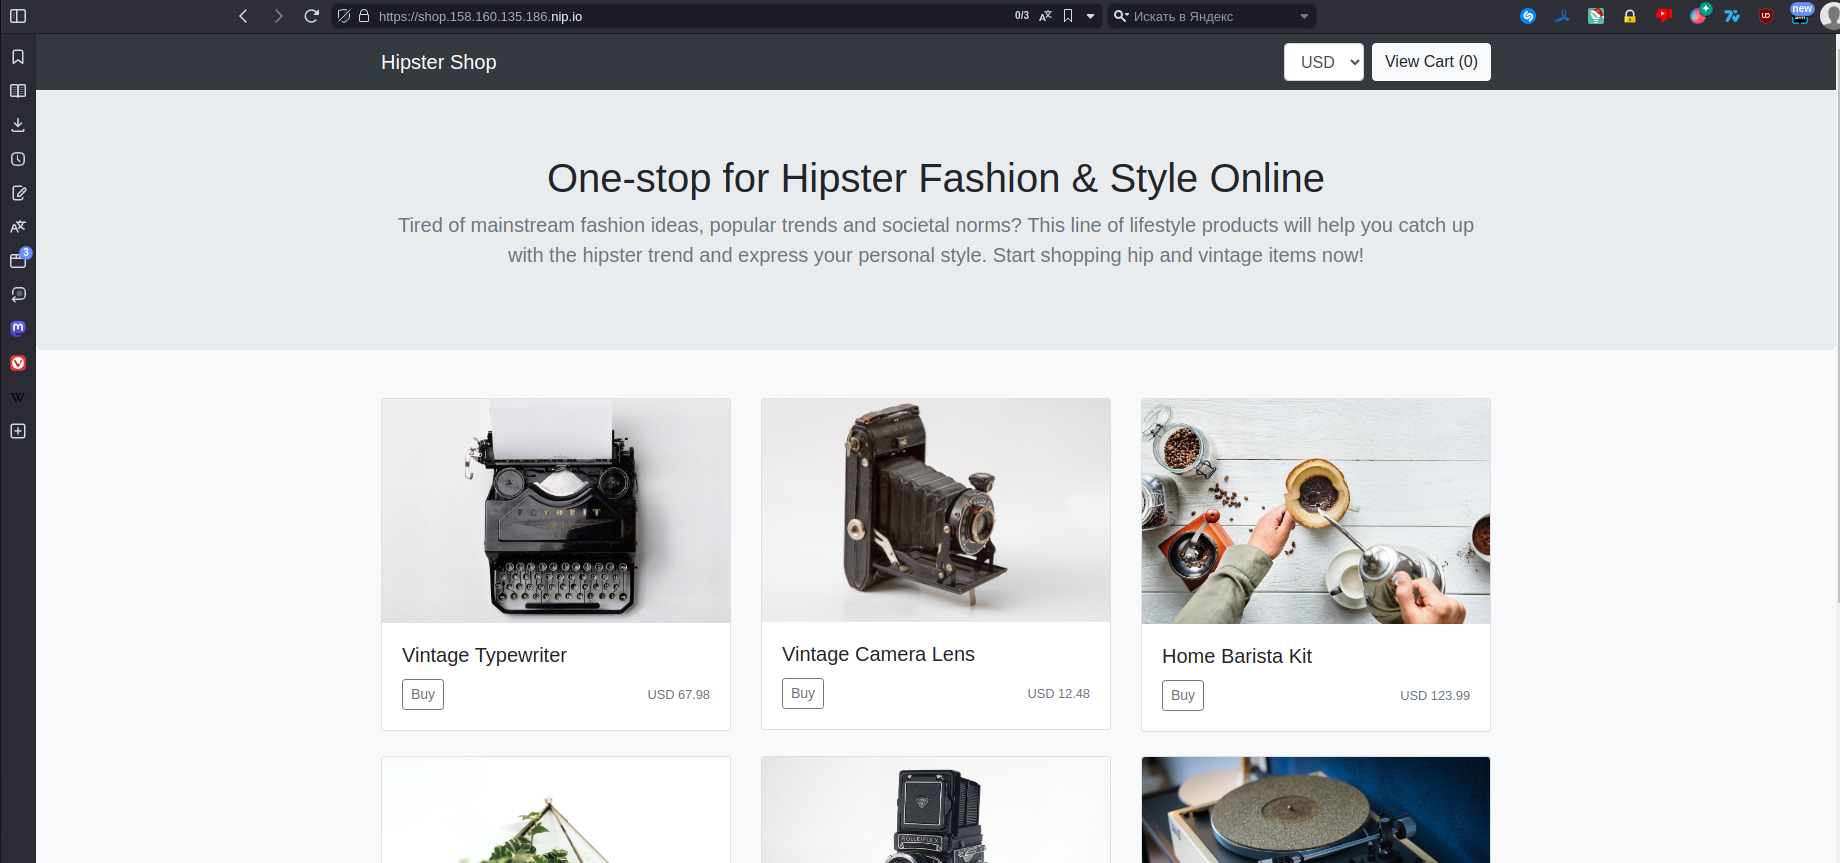 https://shop.158.160.135.186.nip.io
0/3
Искать в Яндекс
new
Hipster Shop
USD
View Cart (0)
One-stop for Hipster Fashion & Style Online
Tired of mainstream fashion ideas, popular trends and societal norms? This line of lifestyle products will help you catch up
with the hipster trend and express your personal style. Start shopping hip and vintage items now!
3
W
Vintage Typewriter
Buy
USD 67.98
Vintage Camera Lens
Buy
USD 12.48
Home Barista Kit
Buy
USD 123.99
ROLLEIFLEX